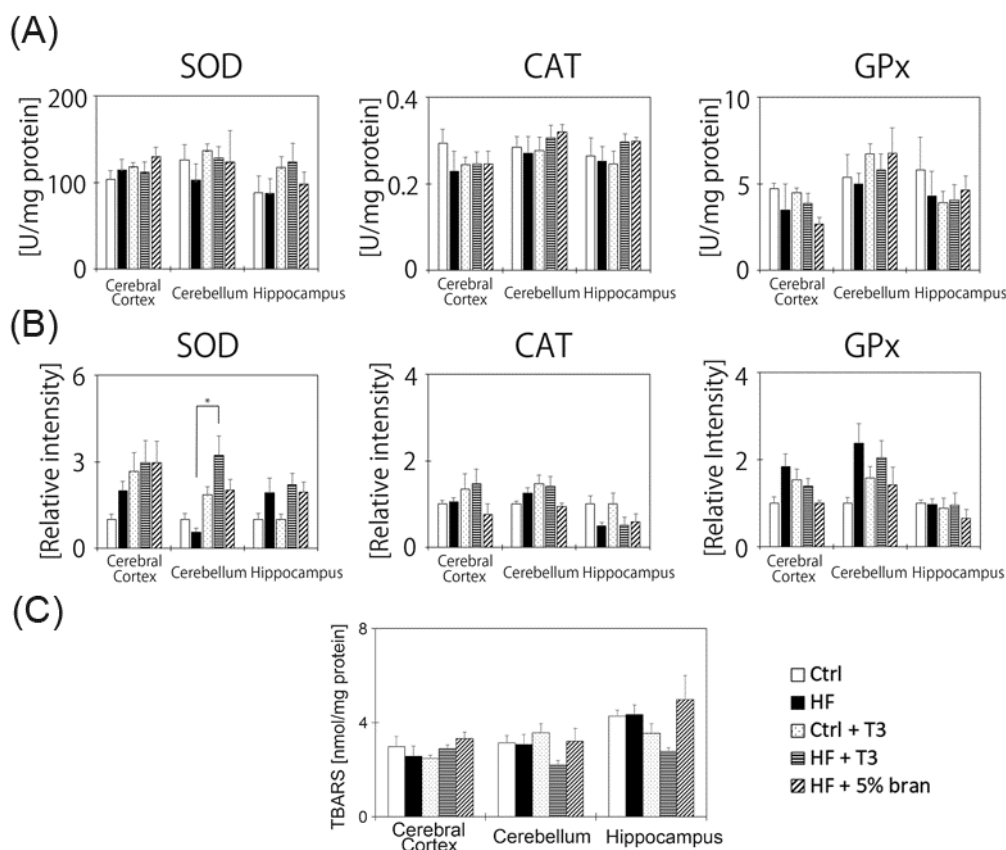 (A)
SOD
CAT
GPx
[U/mg protein]
200
100
0
Cerebral
Cortex
Cerebellum
Hippocampus
[U/mg protein]
0.4
0.2
0
Cerebral
Cortex
Cerebellum
Hippocampus
[U/mg protein]
10
5
0
Cerebral
Cortex
Cerebellum
Hippocampus
(B)
SOD
CAT
GPx
[Relative intensity]
6
3
0
*
Cerebral
Cortex
Cerebellum
Hippocampus
[Relative intensity]
4
2
0
Cerebral
Cortex
Cerebellum
Hippocampus
[Relative Intensity]
4
2
0
Cerebral
Cortex
Cerebellum
Hippocampus
(C)
TBARS [nmol/mg protein]
8
4
0
Cerebral
Cortex
Cerebellum
Hippocampus
Ctrl
HF
Ctrl + T3
HF + T3
HF + 5% bran